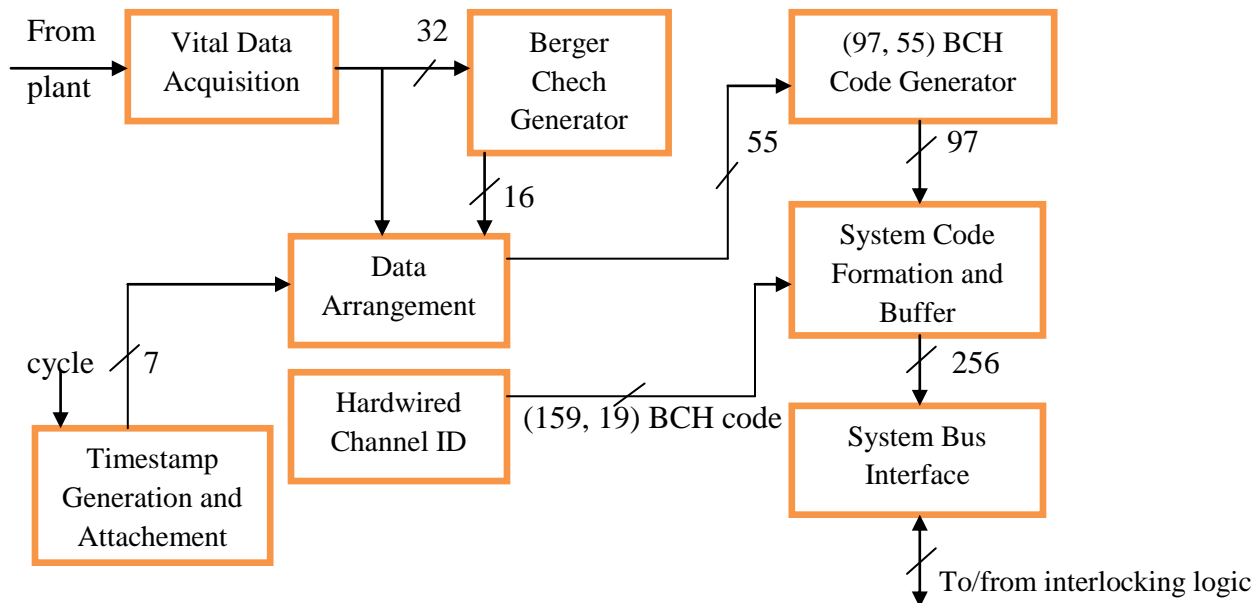 From
plant
Vital Data
Acquisition
32
Berger
Chech
Generator
(97, 55) BCH
Code Generator
55
97
16
Data
Arrangement
System Code
Formation and
Buffer
cycle
7
256
Hardwired
Channel ID
(159, 19) BCH code
System Bus
Interface
Timestamp
Generation and
Attachement
To/from interlocking logic